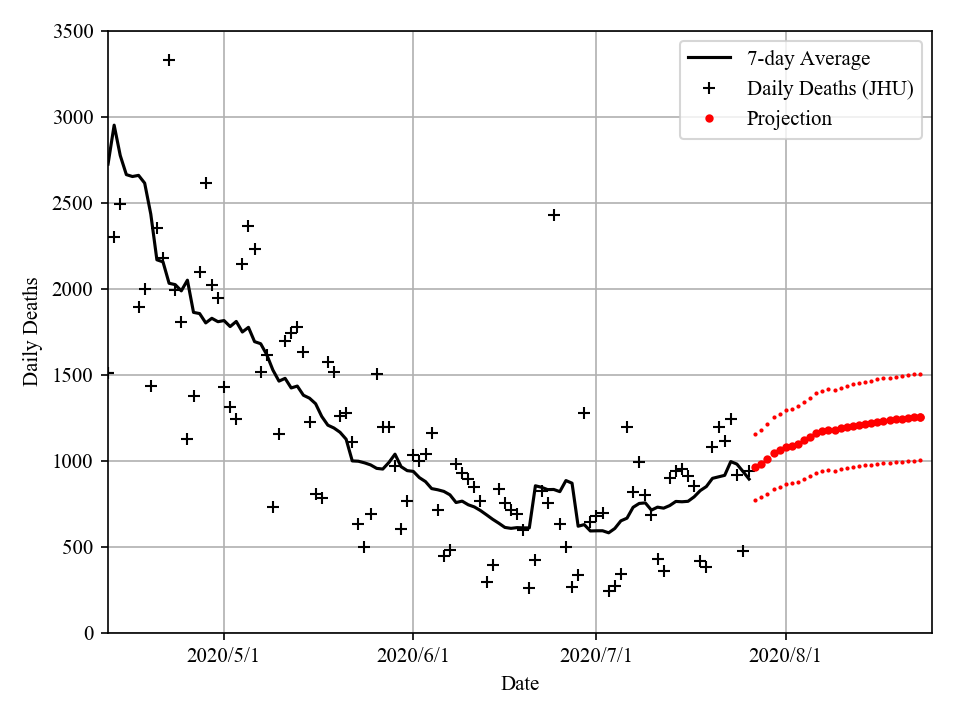 3500
3000
2500
2000
1500
1000
500
0
Daily Deaths
7-day Average
Daily Deaths (JHU)
Projection
2020/5/1
2020/6/1
2020/7/1
2020/8/1
Date